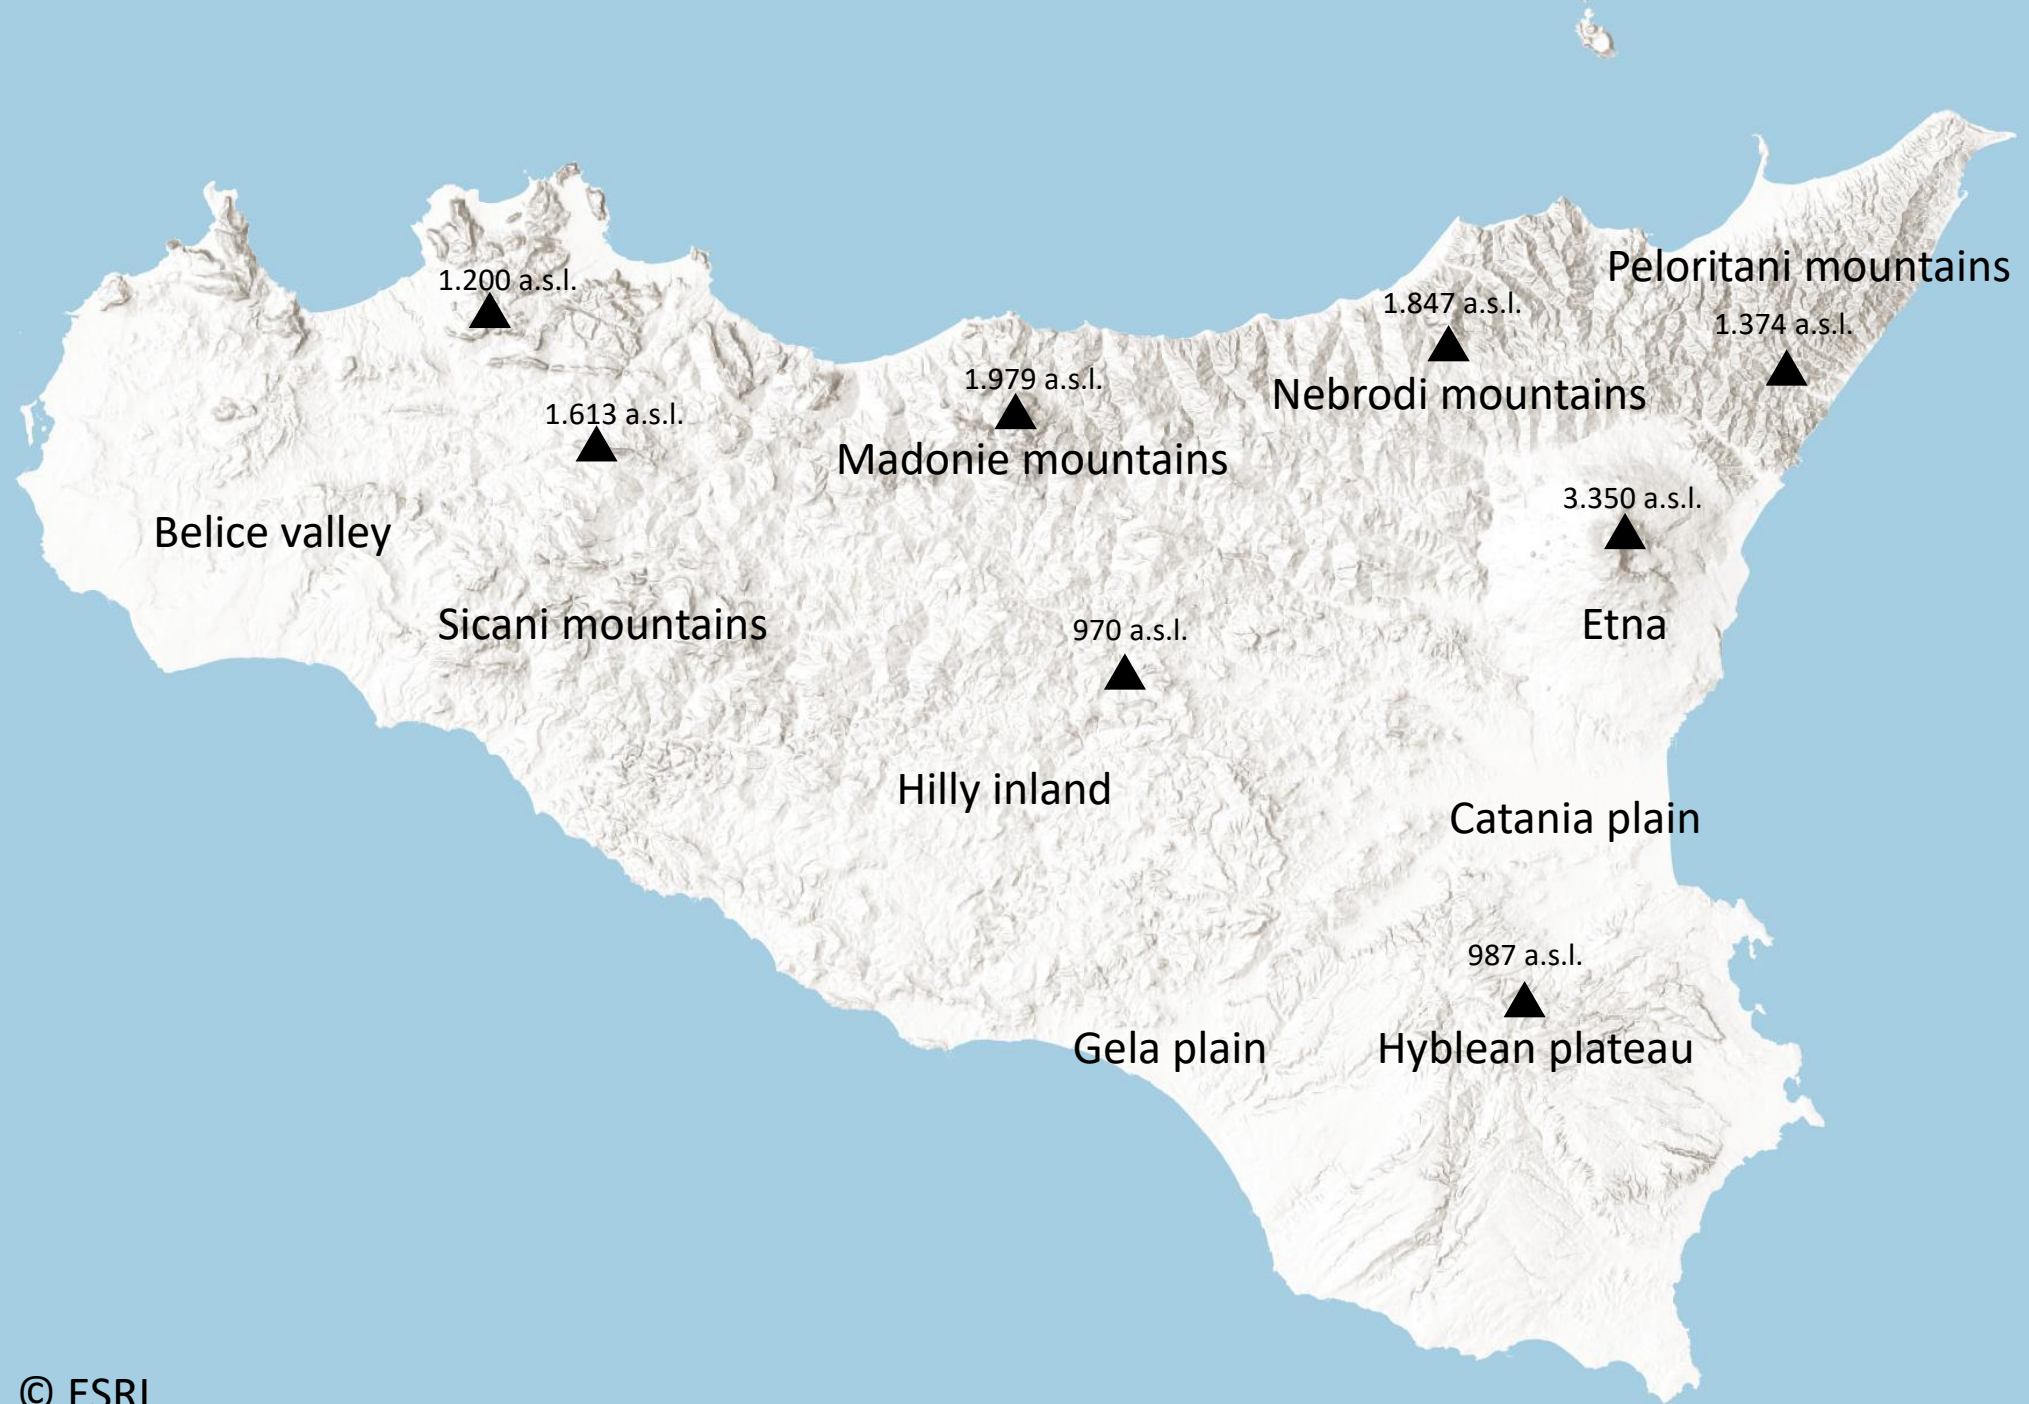 Peloritani mountains
1.200 a.s.l.
1.847 a.s.l.
1.374 a.s.l.
1.979 a.s.l.
Nebrodi mountains
1.613 a.s.l.
Madonie mountains
3.350 a.s.l.
Belice valley
Sicani mountains
970 a.s.l.
Etna
Hilly inland
Catania plain
987 a.s.l.
Gela plain
Hyblean plateau
© ESRI